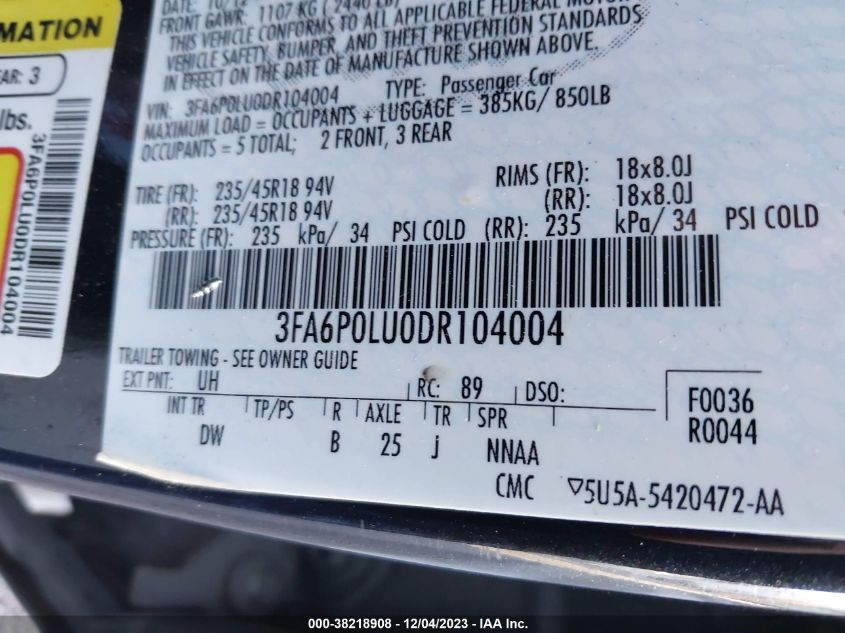 DATE: 10/12
FRONT GAWR: 1107 KG ( 2440 LB)
THIS VEHICLE CONFORMS TO ALL APPLICABLE FEDERAL MOTOR
VEHICLE SAFETY, BUMPER, AND THEFT PREVENTION STANDARDS
IN EFFECT ON THE DATE OF MANUFACTURE SHOWN ABOVE.
VIN: 3FA6P0LU0DR104004 TYPE: Passenger Car
MAXIMUM LOAD = OCCUPANTS + LUGGAGE = 385KG/ 850LB
OCCUPANTS = 5 TOTAL; 2 FRONT, 3 REAR
TIRE (FR): 235/45R18 94V RIMS (FR): 18x8.0J
(RR): 235/45R18 94V (RR): 18x8.0J
PRESSURE (FR): 235 kPa/ 34 PSI COLD (RR): 235 kPa/ 34 PSI COLD
3FA6P0LU0DR104004
TRAILER TOWING - SEE OWNER GUIDE
EXT PNT: UH RC: 89 DSO:
INT TR TP/PS R AXLE TR SPR
DW B 25 j NNAA
F0036
R0044
CMC ▽5U5A-5420472-AA
MATION
AR: 3
lbs.
3FA6P0LU0DR104004
000-38218908 - 12/04/2023 - IAA Inc.